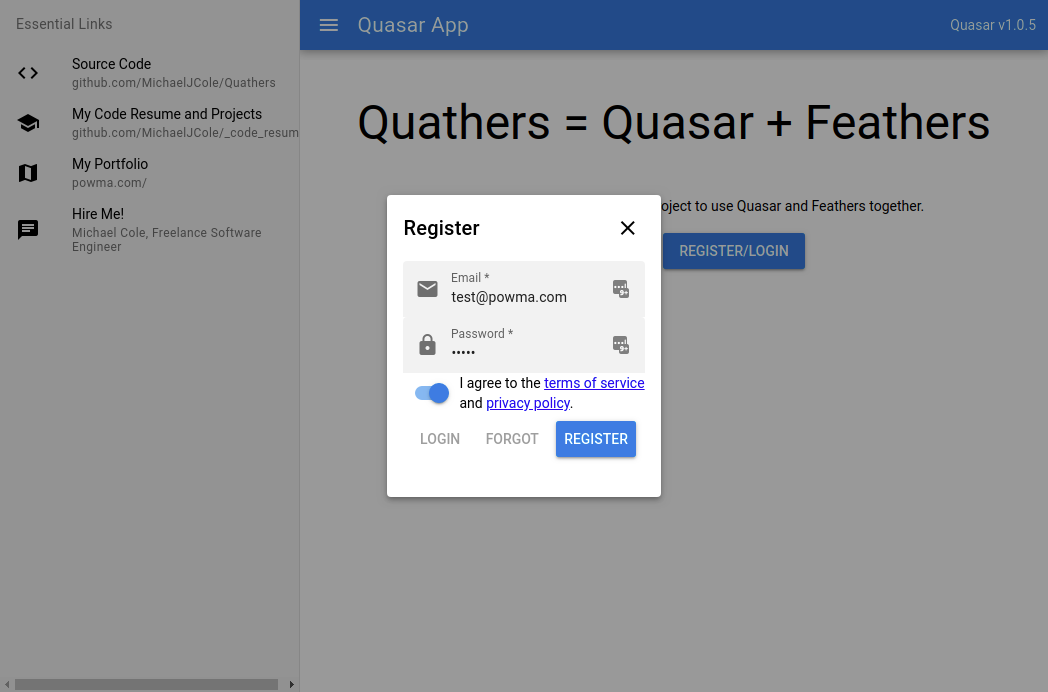 Essential Links
Source Code
github.com/MichaelJCole/Quathers
My Code Resume and Projects
github.com/MichaelJCole/_code_resum
My Portfolio
powma.com/
Hire Me!
Michael Cole, Freelance Software
Engineer
Quasar App
Quasar v1.0.5
Quathers = Quasar + Feathers
oject to use Quasar and Feathers together.
REGISTER/LOGIN
Register
Email *
test@powma.com
Password *
•••••
I agree to the terms of service
and privacy policy.
LOGIN FORGOT REGISTER